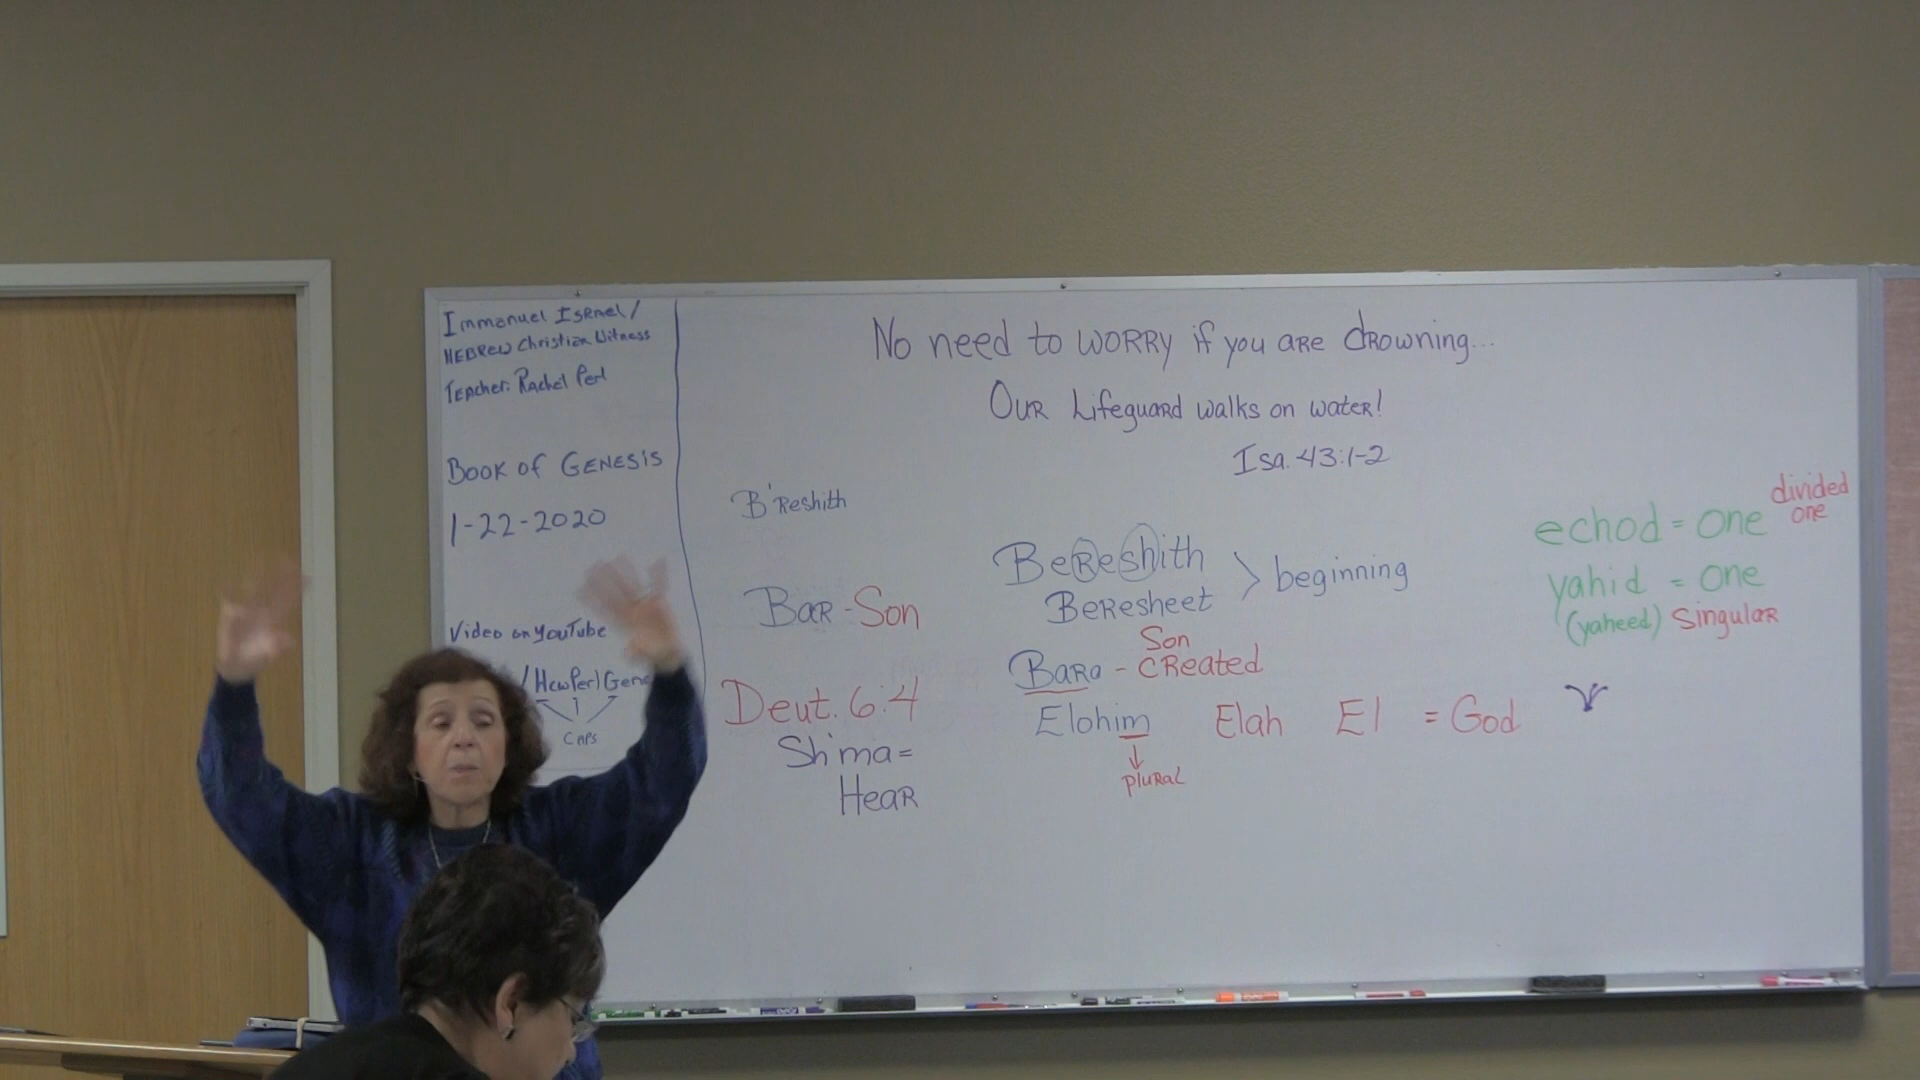 Immanuel Israel/
HEBREW Christian Witness
Teacher: Rachel Perl
BOOK OF GENESIS
1-22-2020
Video on YouTube
/HcwPerlGene
CAPS
No need to WORRY if you are drowning...
Our Lifeguard walks on water!
Isa. 43:1-2
B'Reshith
Bar - Son
Deut. 6:4
Sh'ma =
Hear
BeReshith
Beresheet
> beginning
Son
Bara - created
Elohim Elah El = God
plural
echod = one divided one
yahid = one
(yaheed) Singular